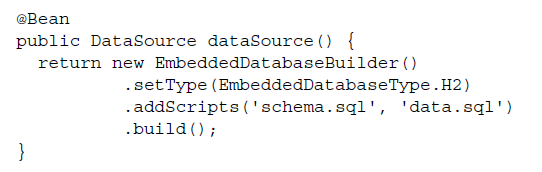 @Bean
public DataSource dataSource() {
  return new EmbeddedDatabaseBuilder()
          .setType(EmbeddedDatabaseType.H2)
          .addScripts('schema.sql', 'data.sql')
          .build();
}